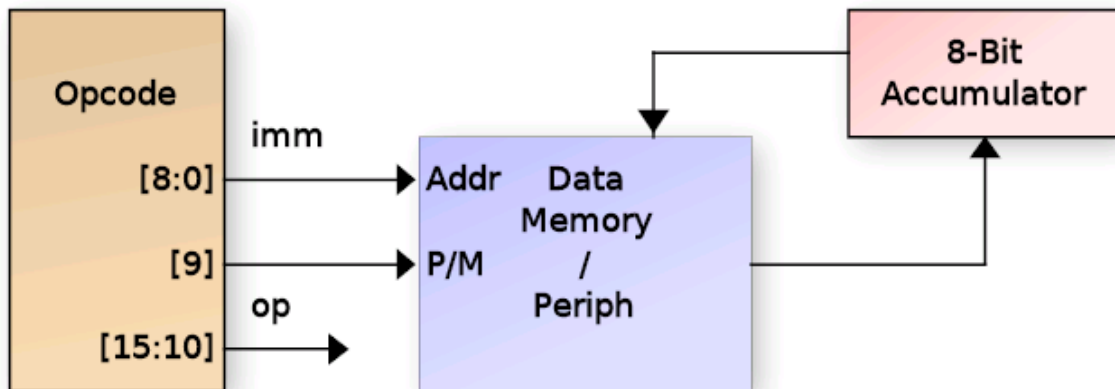 8-Bit
Accumulator
Opcode
imm
[8:0]
Addr
Data
Memory
[9]
P/M
/
Periph
op
[15:10]